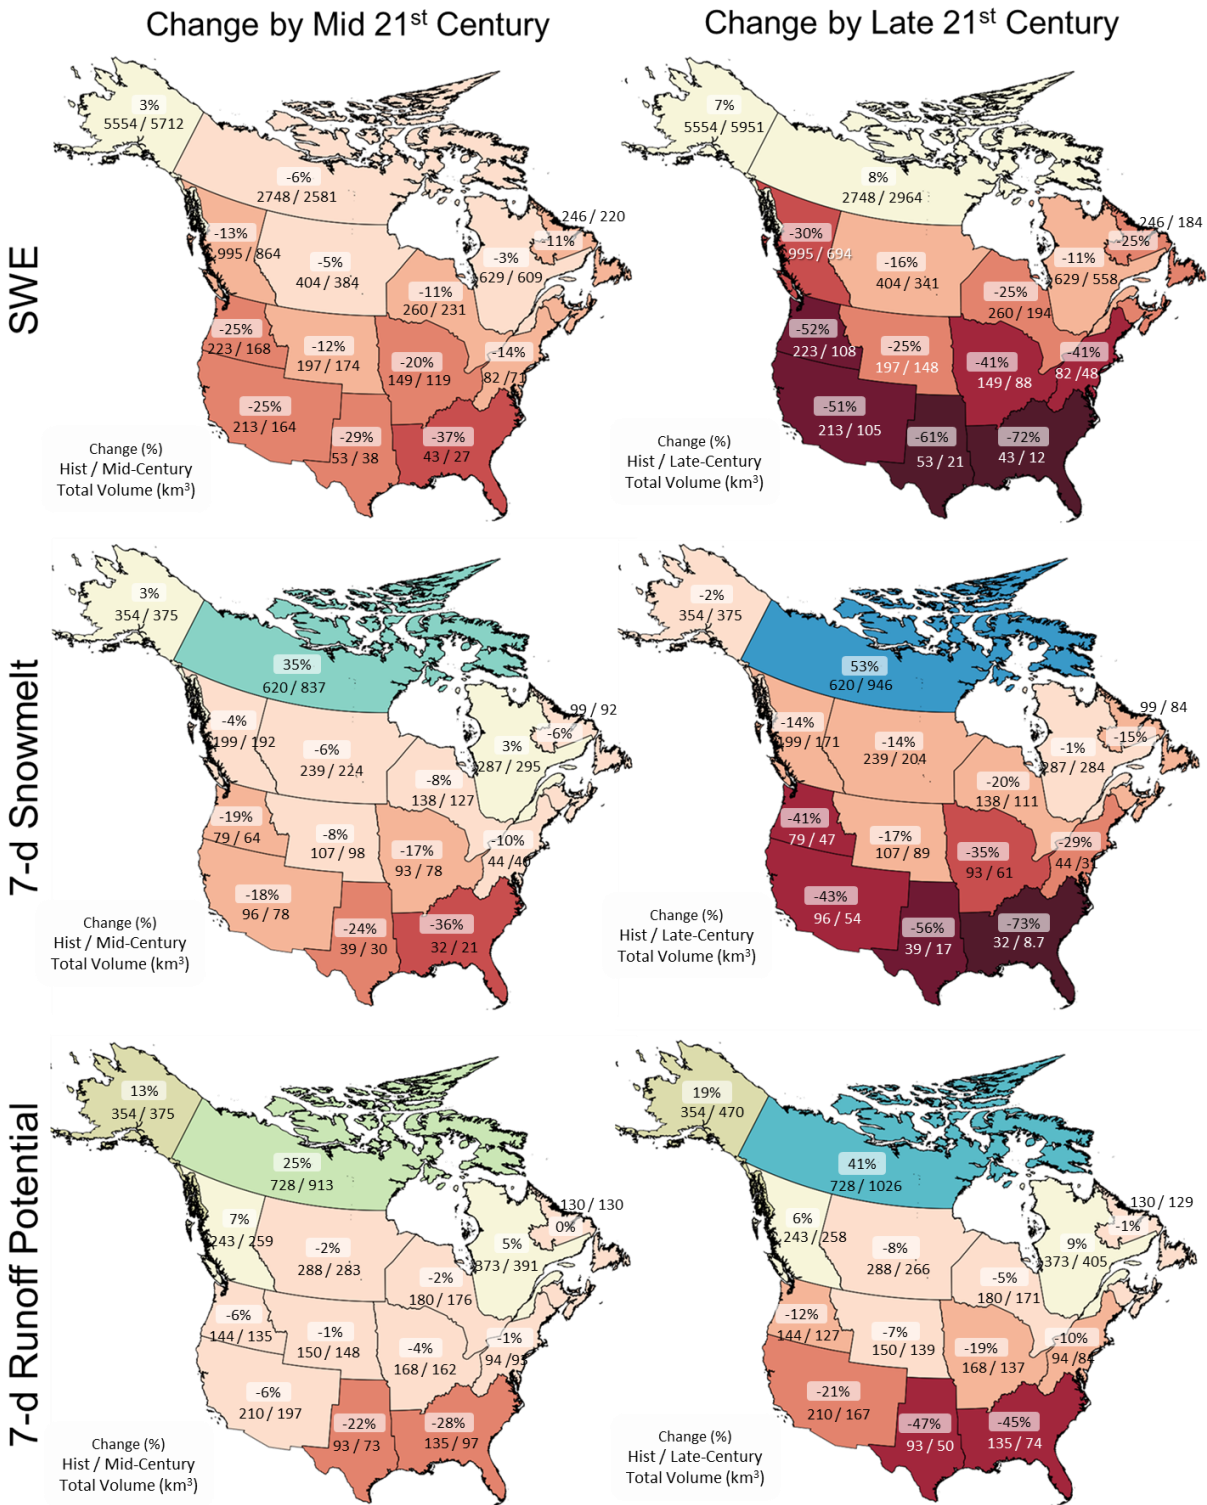 Change by Mid 21st Century
Change by Late 21st Century
SWE
3%
5554 / 5712
-6%
2748 / 2581
246 / 220
-11%
-13%
995 / 864
-5%
404 / 384
-3%
629 / 609
-11%
260 / 231
-25%
223 / 168
-12%
197 / 174
-20%
149 / 119
-14%
82 / 71
-25%
213 / 164
-29%
53 / 38
-37%
43 / 27
Change (%)
Hist / Mid-Century
Total Volume (km3)
7%
5554 / 5951
8%
2748 / 2964
246 / 184
-25%
-30%
995 / 694
-16%
404 / 341
-11%
629 / 558
-25%
260 / 194
-52%
223 / 108
-25%
197 / 148
-41%
149 / 88
-41%
82 /48
-51%
213 / 105
-61%
53 / 21
-72%
43 / 12
Change (%)
Hist / Late-Century
Total Volume (km3)
7-d Snowmelt
3%
354 / 375
35%
620 / 837
99 / 92
-6%
-4%
199 / 192
-6%
239 / 224
3%
287 / 295
-8%
138 / 127
-19%
79 / 64
-8%
107 / 98
-17%
93 / 78
-10%
44 /40
-18%
96 / 78
-24%
39 / 30
-36%
32 / 21
Change (%)
Hist / Mid-Century
Total Volume (km3)
-2%
354 / 375
53%
620 / 946
99 / 84
-15%
-14%
199 / 171
-14%
239 / 204
-1%
287 / 284
-20%
138 / 111
-41%
79 / 47
-17%
107 / 89
-35%
93 / 61
-29%
44 /31
-43%
96 / 54
-56%
39 / 17
-73%
32 / 8.7
Change (%)
Hist / Late-Century
Total Volume (km3)
7-d Runoff Potential
13%
354 / 375
25%
728 / 913
130 / 130
0%
7%
243 / 259
-2%
288 / 283
5%
373 / 391
-2%
180 / 176
-6%
144 / 135
-1%
150 / 148
-4%
168 / 162
-1%
94 /93
-6%
210 / 197
-22%
93 / 73
-28%
135 / 97
Change (%)
Hist / Mid-Century
Total Volume (km3)
19%
354 / 470
41%
728 / 1026
130 / 129
-1%
6%
243 / 258
-8%
288 / 266
9%
373 / 405
-5%
180 / 171
-12%
144 / 127
-7%
150 / 139
-19%
168 / 137
-10%
94 /84
-21%
210 / 167
-47%
93 / 50
-45%
135 / 74
Change (%)
Hist / Late-Century
Total Volume (km3)